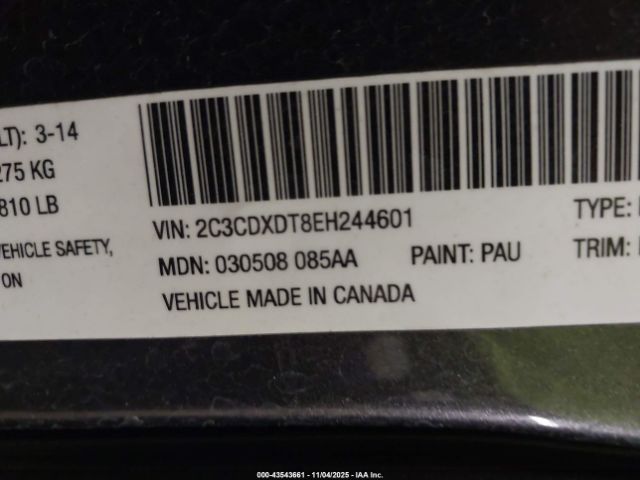 LT): 3-14
275 KG
810 LB
VEHICLE SAFETY,
ON
VIN: 2C3CDXDT8EH244601
TYPE:
MDN: 030508 085AA
PAINT: PAU
TRIM:
VEHICLE MADE IN CANADA
000-43543661 - 11/04/2025 - IAA Inc.